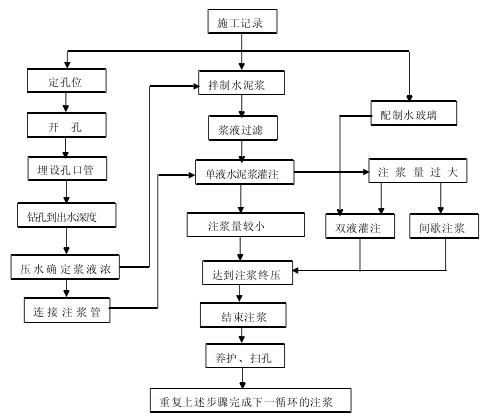 施工记录
定孔位
拌制水泥浆
配制水玻璃
开 孔
浆液过滤
埋设孔口管
单液水泥浆灌注
注 浆 量 过 大
钻孔到出水深度
注浆量较小
双液灌注
间歇注浆
压水确定浆液浓
达到注浆终压
连接注浆管
结束注浆
养护、扫孔
重复上述步骤完成下一循环的注浆